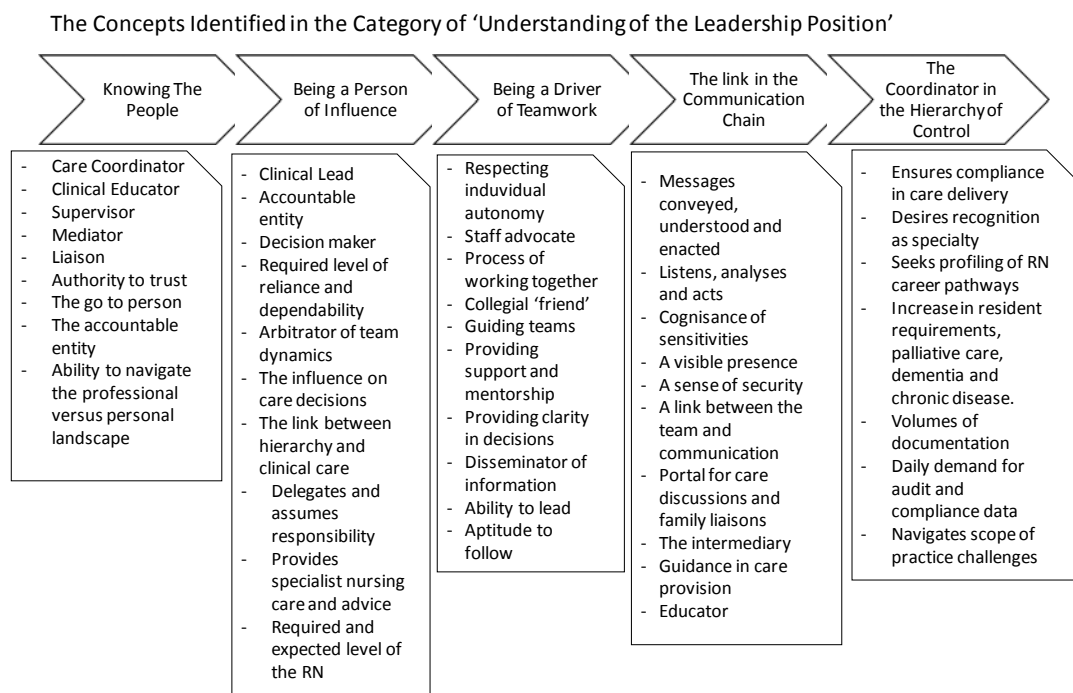 The Concepts Identified in the Category of ‘Understanding of the Leadership Position’
Knowing The
People
Being a Person
of Influence
Being a Driver
of Teamwork
The link in the
Communication
Chain
The
Coordinator
in the Hierarchy of
Control
- Care Coordinator
- Clinical Educator
- Supervisor
- Mediator
- Liaison
- Authority to trust
- The go to person
- The accountable
entity
- Ability to navigate
the professional
versus personal
landscape
- Clinical Lead
- Accountable
entity
- Decision maker
- Required level of
reliance and
dependability
- Arbitrator of team
dynamics
- The influence on
care decisions
- The link between
hierarchy and
clinical care
- Delegates and
assumes
responsibility
- Provides
specialist nursing
care and advice
- Required and
expected level of
the RN
- Respecting
induvidual
autonomy
- Staff advocate
- Process of
working together
- Collegial ‘friend’
- Guiding teams
- Providing
support and
mentorship
- Providing clarity
in decisions
- Disseminator of
information
- Ability to lead
- Aptitude to
follow
- Messages
conveyed,
understood and
enacted
- Listens, analyses
and acts
- Cognisance of
sensitivities
- A visible presence
- A sense of security
- A link between the
team and
communication
- Portal for care
discussions and
family liaisons
- The intermediary
- Guidance in care
provision
- Educator
- Ensures compliance
in care delivery
- Desires recognition
as specialty
- Seeks profiling of RN
career pathways
- Increase in resident
requirements,
palliative care,
dementia and
chronic disease.
- Volumes of
documentation
- Daily demand for
audit and
compliance data
- Navigates scope of
practice challenges